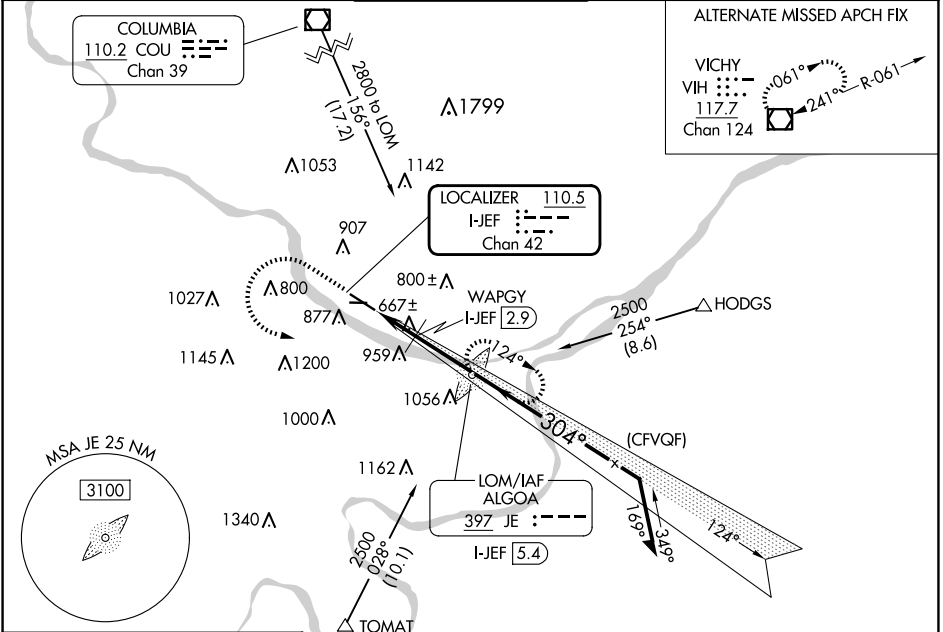 COLUMBIA
110.2 COU
Chan 39
ALTERNATE MISSED APCH FIX
VICHY
VIH
117.7
Chan 124
061°
241°
R-061
2800 to LOM
156°
(17.2)
1799
1053
1142
LOCALIZER 110.5
I-JEF
Chan 42
907
800±
1027
800
877
667±
WAPGY
I-JEF 2.9
HODGS
2500
254°
(8.6)
1145
1200
959
124°
1056
1000
304°
(CFVQF)
MSA JE 25 NM
3100
1162
LOM/IAF
ALGOA
397 JE
I-JEF 5.4
169°
349°
124°
1340
2500
028°
(10.1)
TOMAT